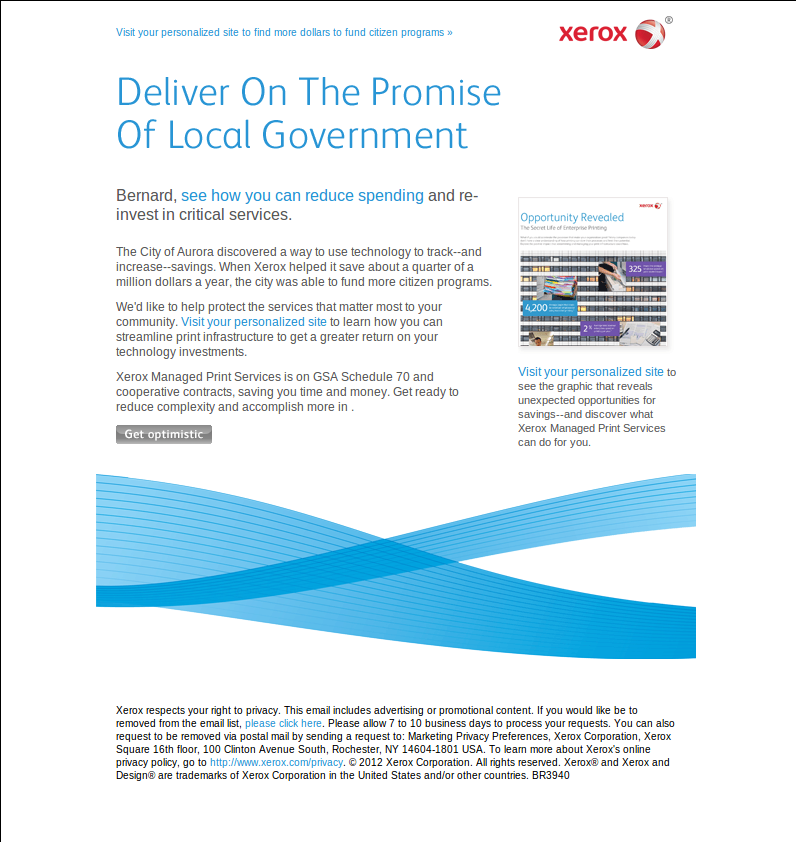 Visit your personalized site to find more dollars to fund citizen programs »
xerox ®
Deliver On The Promise
Of Local Government
Bernard, see how you can reduce spending and re-
invest in critical services.
The City of Aurora discovered a way to use technology to track--and
increase--savings. When Xerox helped it save about a quarter of a
million dollars a year, the city was able to fund more citizen programs.
We'd like to help protect the services that matter most to your
community. Visit your personalized site to learn how you can
streamline print infrastructure to get a greater return on your
technology investments.
Xerox Managed Print Services is on GSA Schedule 70 and
cooperative contracts, saving you time and money. Get ready to
reduce complexity and accomplish more in .
Get optimistic
xerox
Opportunity Revealed
The Secret Life of Enterprise Printing
325
4,200
2x
Visit your personalized site to
see the graphic that reveals
unexpected opportunities for
savings--and discover what
Xerox Managed Print Services
can do for you.
Xerox respects your right to privacy. This email includes advertising or promotional content. If you would like be to
removed from the email list, please click here. Please allow 7 to 10 business days to process your requests. You can also
request to be removed via postal mail by sending a request to: Marketing Privacy Preferences, Xerox Corporation, Xerox
Square 16th floor, 100 Clinton Avenue South, Rochester, NY 14604-1801 USA. To learn more about Xerox's online
privacy policy, go to http://www.xerox.com/privacy. © 2012 Xerox Corporation. All rights reserved. Xerox® and Xerox and
Design® are trademarks of Xerox Corporation in the United States and/or other countries. BR3940